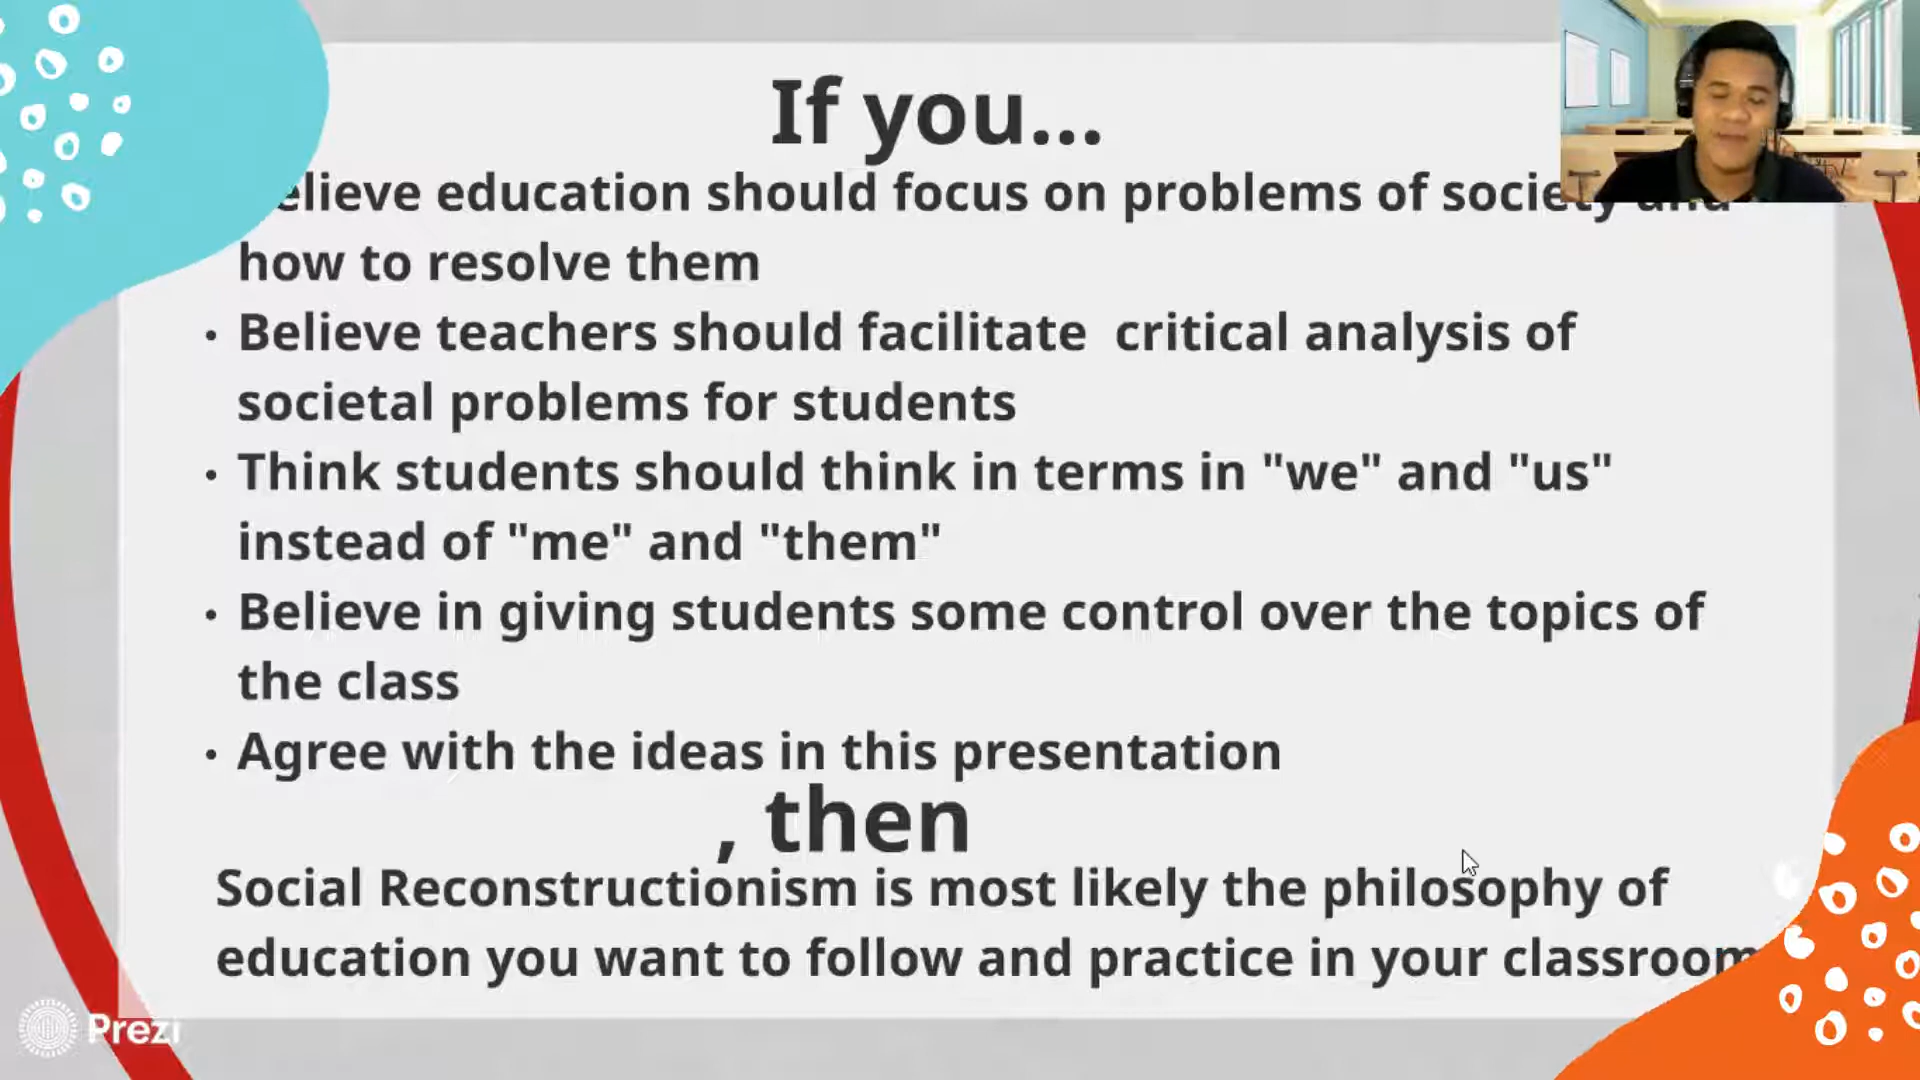 If you...
elieve education should focus on problems of society and
how to resolve them
• Believe teachers should facilitate critical analysis of
societal problems for students
• Think students should think in terms in "we" and "us"
instead of "me" and "them"
• Believe in giving students some control over the topics of
the class
• Agree with the ideas in this presentation
, then
Social Reconstructionism is most likely the philosophy of
education you want to follow and practice in your classroom
Prezi